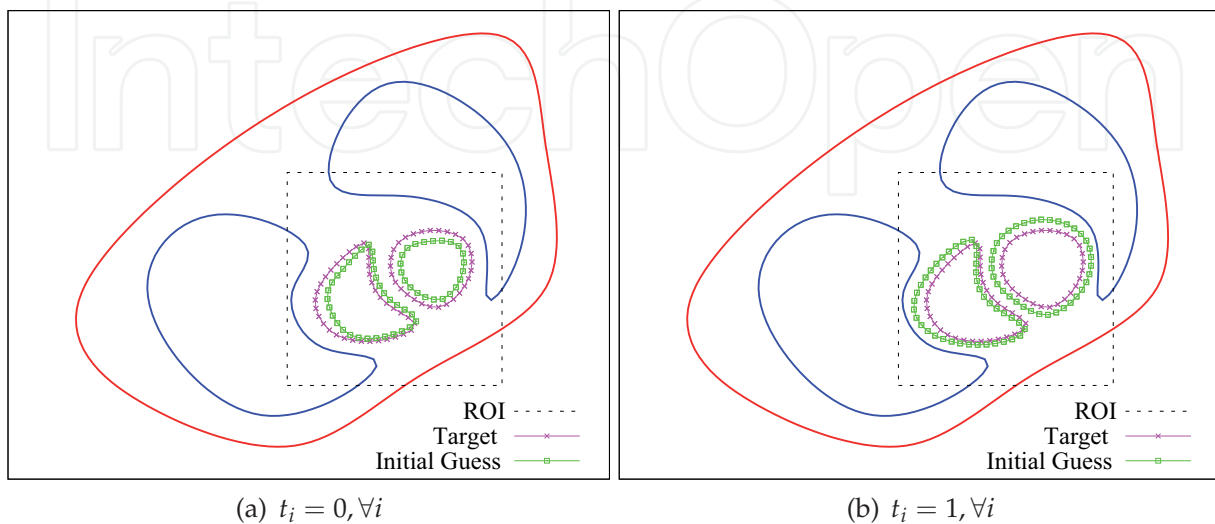 IntechOpen
ROI
Target
Initial Guess
ROI
Target
Initial Guess
(a) $t_i = 0, \forall i$
(b) $t_i = 1, \forall i$